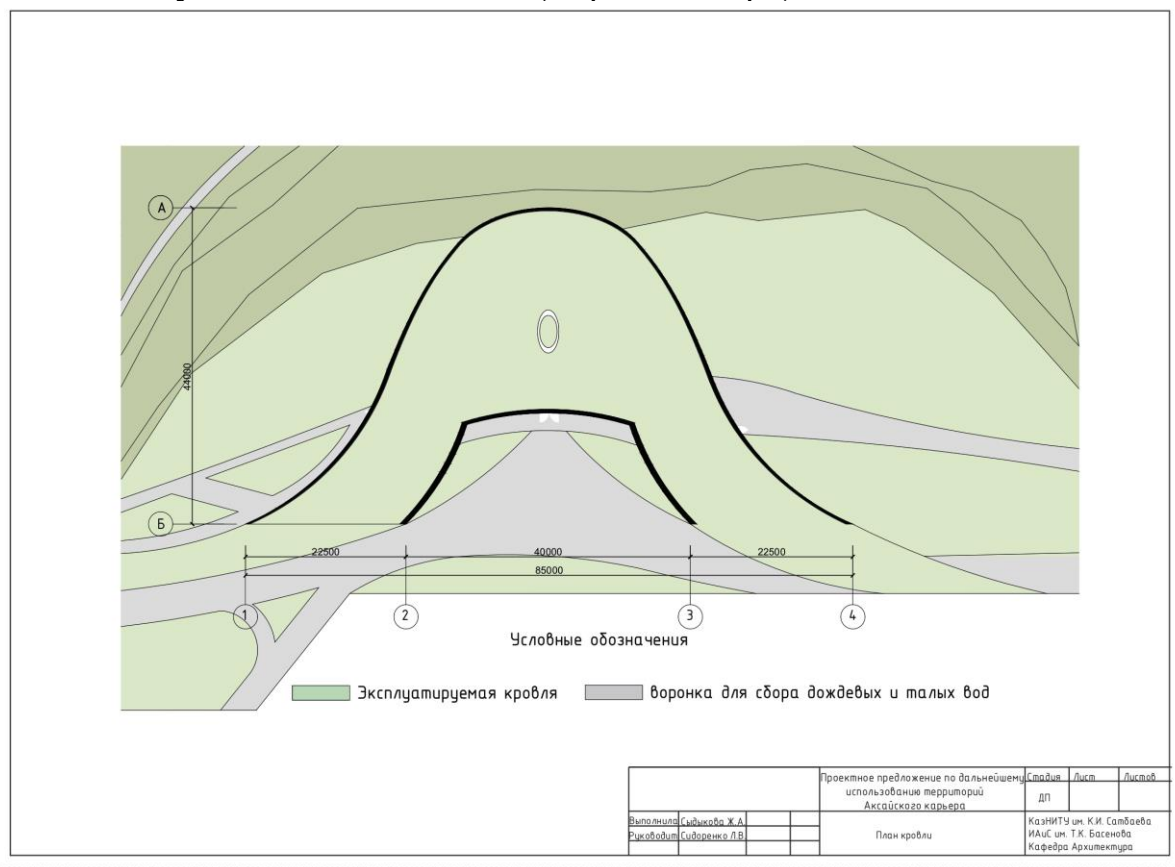 А
44000
Б
22500
40000
22500
85000
1
2
3
4
Условные обозначения
Эксплуатируемая кровля
воронка для сбора дождевых и талых вод
Проектное предложение по дальнейшему
использованию территорий
Аксайского карьера
Стадия
Лист
Листов
ДП
Выполнила
Сыдыкова Ж.А.
Руководит
Сидоренко Л.В.
План кровли
КазНИТУ им. К.И. Сатбаева
ИАиС им. Т.К. Басенова
Кафедра Архитектура